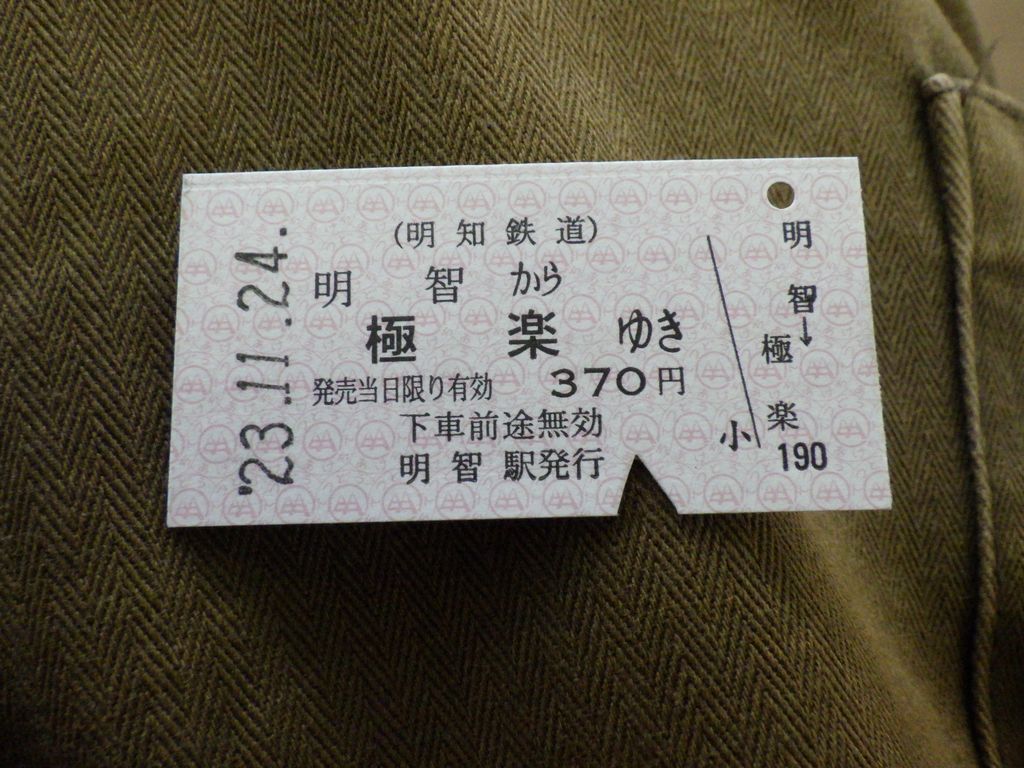 '23.11.24.
(明知鉄道)
明智から
極楽ゆき
発売当日限り有効 370円
下車前途無効
明智駅発行
明智→極楽
小 190